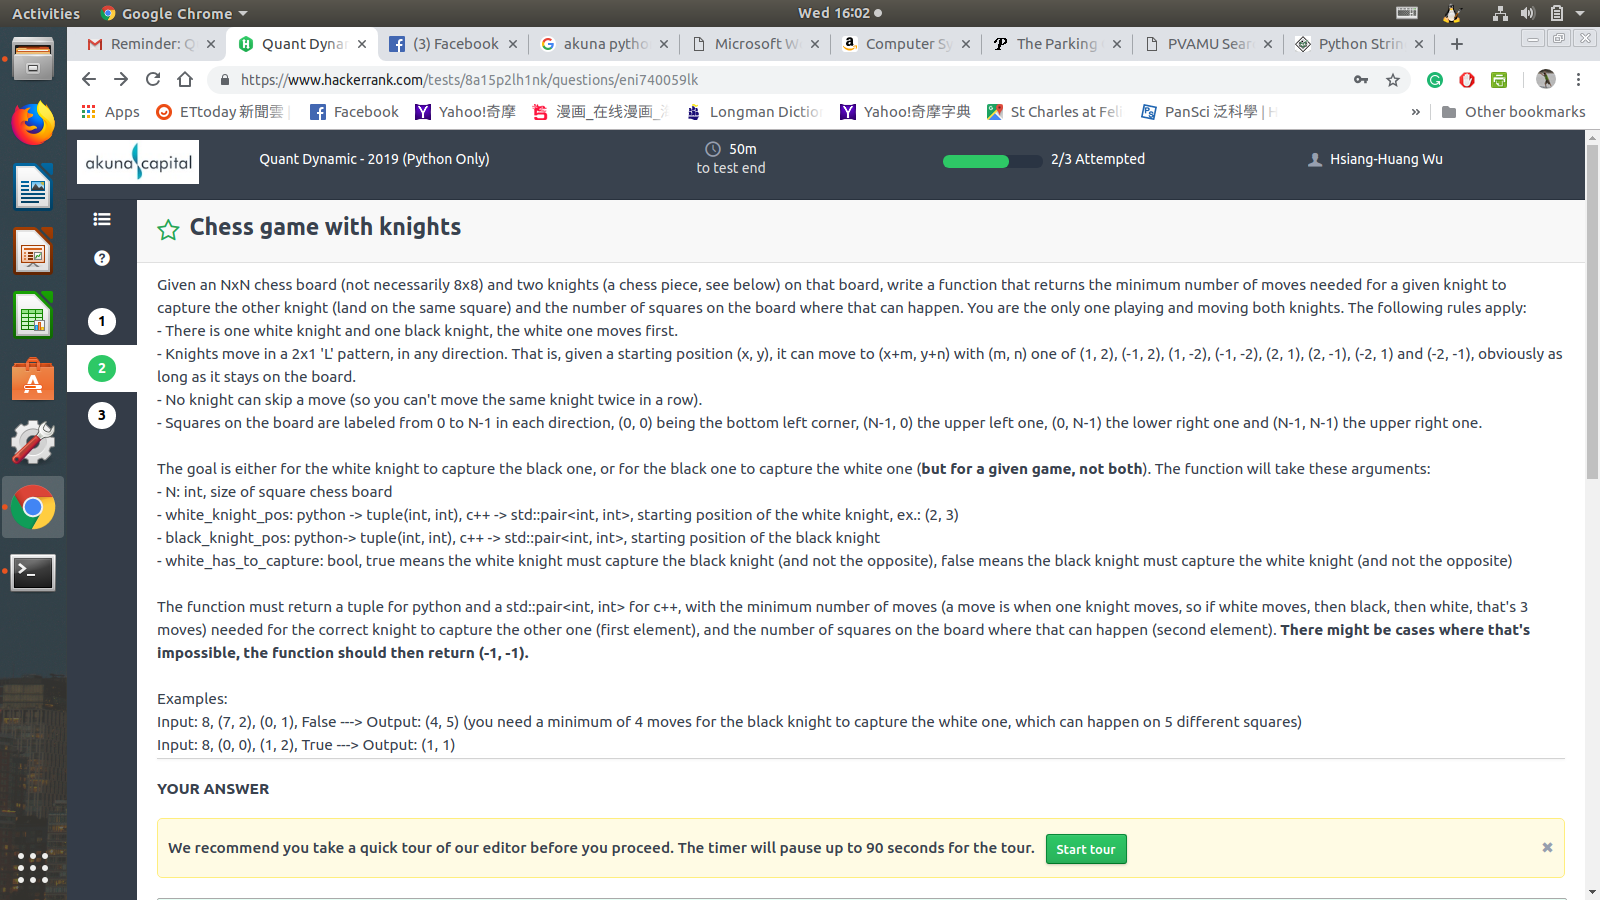 Activities Google Chrome Wed 16:02
Reminder: Q Quant Dynam (3) Facebook akuna pytho Microsoft W Computer Sy The Parking PVAMU Sear Python Strin
https://www.hackerrank.com/tests/8a15p2lh1nk/questions/eni740059lk
Apps ETtoday 新聞雲 Facebook Yahoo!奇摩 漫画_在线漫画_ Longman Diction Yahoo!奇摩字典 St Charles at Feli PanSci 泛科學 | H » Other bookmarks
akuna capital Quant Dynamic - 2019 (Python Only) 50m to test end 2/3 Attempted Hsiang-Huang Wu
Chess game with knights
?
1
2
3
Given an NxN chess board (not necessarily 8x8) and two knights (a chess piece, see below) on that board, write a function that returns the minimum number of moves needed for a given knight to
capture the other knight (land on the same square) and the number of squares on the board where that can happen. You are the only one playing and moving both knights. The following rules apply:
- There is one white knight and one black knight, the white one moves first.
- Knights move in a 2x1 'L' pattern, in any direction. That is, given a starting position (x, y), it can move to (x+m, y+n) with (m, n) one of (1, 2), (-1, 2), (1, -2), (-1, -2), (2, 1), (2, -1), (-2, 1) and (-2, -1), obviously as
long as it stays on the board.
- No knight can skip a move (so you can't move the same knight twice in a row).
- Squares on the board are labeled from 0 to N-1 in each direction, (0, 0) being the bottom left corner, (N-1, 0) the upper left one, (0, N-1) the lower right one and (N-1, N-1) the upper right one.
The goal is either for the white knight to capture the black one, or for the black one to capture the white one (but for a given game, not both). The function will take these arguments:
- N: int, size of square chess board
- white_knight_pos: python -> tuple(int, int), c++ -> std::pair<int, int>, starting position of the white knight, ex.: (2, 3)
- black_knight_pos: python-> tuple(int, int), c++ -> std::pair<int, int>, starting position of the black knight
- white_has_to_capture: bool, true means the white knight must capture the black knight (and not the opposite), false means the black knight must capture the white knight (and not the opposite)
The function must return a tuple for python and a std::pair<int, int> for c++, with the minimum number of moves (a move is when one knight moves, so if white moves, then black, then white, that's 3
moves) needed for the correct knight to capture the other one (first element), and the number of squares on the board where that can happen (second element). There might be cases where that's
impossible, the function should then return (-1, -1).
Examples:
Input: 8, (7, 2), (0, 1), False ---> Output: (4, 5) (you need a minimum of 4 moves for the black knight to capture the white one, which can happen on 5 different squares)
Input: 8, (0, 0), (1, 2), True ---> Output: (1, 1)
YOUR ANSWER
We recommend you take a quick tour of our editor before you proceed. The timer will pause up to 90 seconds for the tour. Start tour